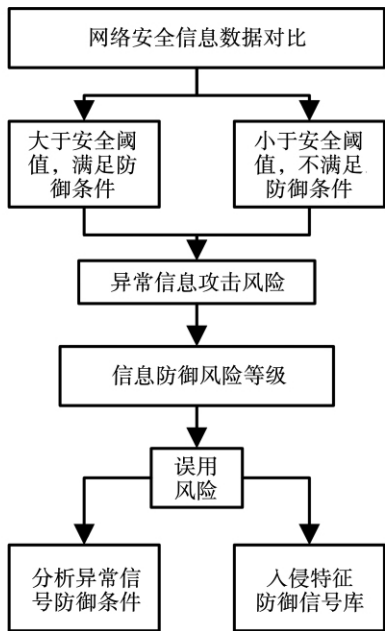 网络安全信息数据对比
大于安全阈
值，满足防
御条件
小于安全阈
值，不满足
防御条件
异常信息攻击风险
信息防御风险等级
误用
风险
分析异常信
号防御条件
入侵特征
防御信号库